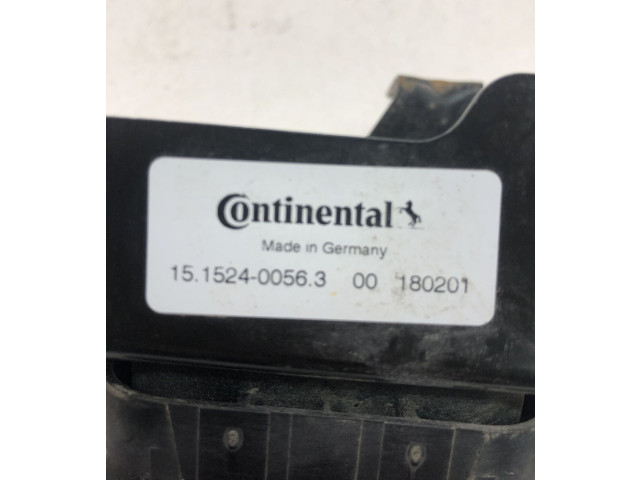 Continental
Made in Germany
15.1524-0056.3 00 180201